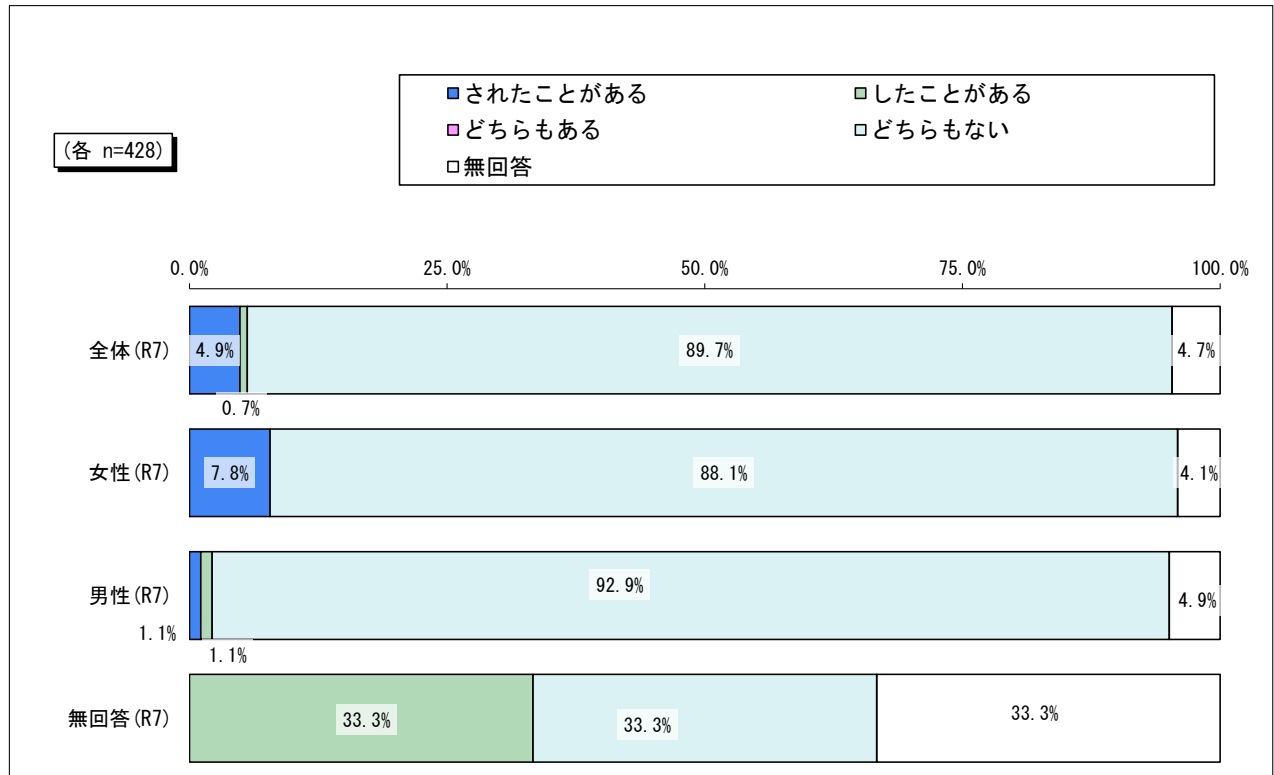 ■されたことがある ■したことがある
■どちらもある □どちらもない
□無回答
(各 n=428)
0.0% 25.0% 50.0% 75.0% 100.0%
全体(R7) 4.9% 89.7% 4.7%
0.7%
女性(R7) 7.8% 88.1% 4.1%
男性(R7) 92.9% 4.9%
1.1%
1.1%
無回答(R7) 33.3% 33.3% 33.3%